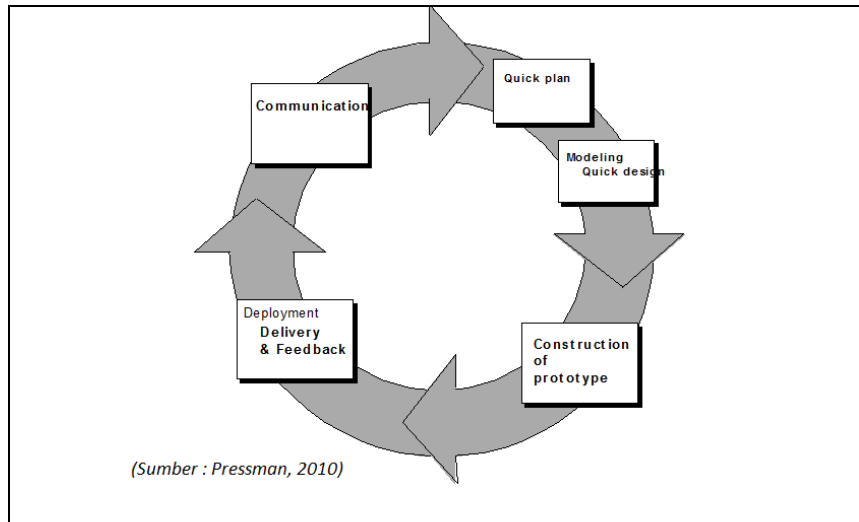 Communication
Quick plan
Modeling
Quick design
Construction
of
prototype
Deployment
Delivery
& Feedback
(Sumber : Pressman, 2010)